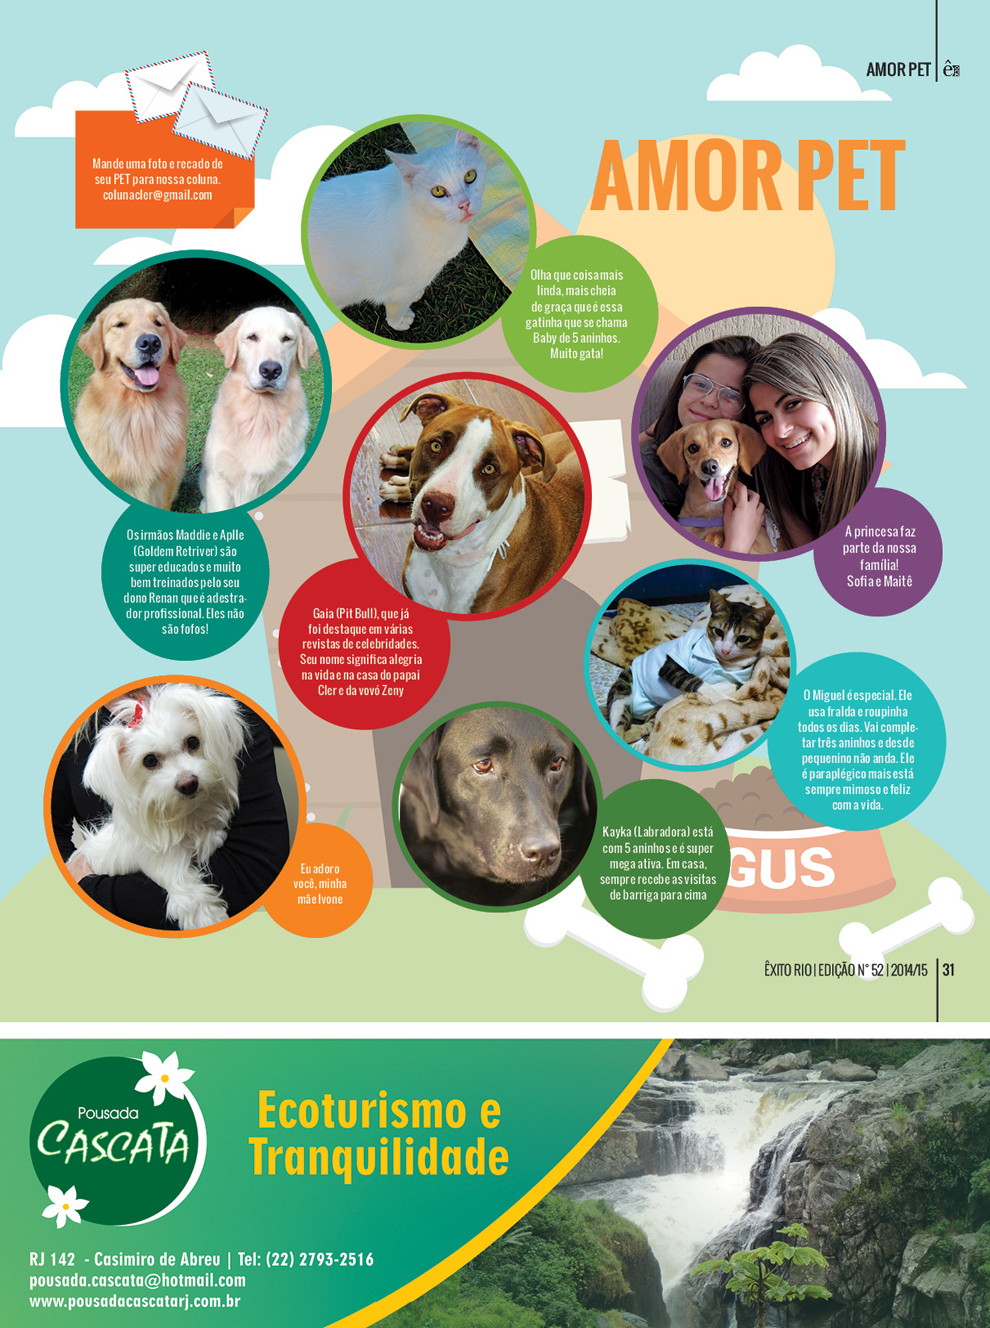 AMOR PET ê
Mande uma foto e recado de
seu PET para nossa coluna.
colunacler@gmail.com
AMOR PET
Olha que coisa mais
linda, mais cheia
de graça que é essa
gatinha que se chama
Baby de 5 aninhos.
Muito gata!
Os irmãos Maddie e Aplle
(Goldem Retriver) são
super educados e muito
bem treinados pelo seu
dono Renan que é adestra-
dor profissional. Eles não
são fofos!
A princesa faz
parte da nossa
família!
Sofia e Maitê
Gaia (Pit Bull), que já
foi destaque em várias
revistas de celebridades.
Seu nome significa alegria
na vida e na casa do papai
Cler e da vovó Zeny
O Miguel é especial. Ele
usa fralda e roupinha
todos os dias. Vai comple-
tar três aninhos e desde
pequenino não anda. Ele
é paraplégico mais está
sempre mimoso e feliz
com a vida.
Eu adoro
você, minha
mãe Ivone
Kayka (Labradora) está
com 5 aninhos e é super
mega ativa. Em casa,
sempre recebe as visitas
de barriga para cima
GUS
ÊXITO RIO | EDIÇÃO N° 52 | 2014/15 31
Pousada
CASCATA
Ecoturismo e
Tranquilidade
RJ 142 - Casimiro de Abreu | Tel: (22) 2793-2516
pousada.cascata@hotmail.com
www.pousadacascatarj.com.br